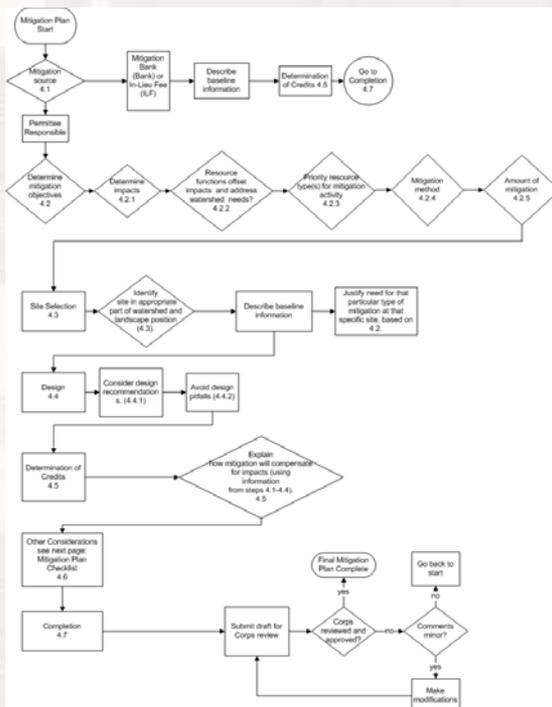 Mitigation Plan
Start
Mitigation
source
4.1
Mitigation
Bank
(Bank) or
In-Lieu Fee
(ILF)
Describe
baseline
information
Determination
of Credits 4.5
Go to
Completion
4.7
Permittee
Responsible
Determine
mitigation
objectives
4.2
Determine
impacts
4.2.1
Resource
functions offset
impacts and address
watershed needs?
4.2.2
Priority resource
type(s) for mitigation
activity
4.2.3
Mitigation
method
4.2.4
Amount of
mitigation
4.2.5
Site Selection
4.3
Identify
site in appropriate
part of watershed and
landscape position
(4.3).
Describe baseline
information
Justify need for that
particular type of
mitigation at that
specific site, based on
4.2.
Design
4.4
Consider design
recommendation
s. (4.4.1)
Avoid design
pitfalls (4.4.2)
Determination of
Credits
4.5
Explain
how mitigation will compensate
for impacts (using
information
from steps 4.1-4.4).
4.5
Other Considerations
see next page:
Mitigation Plan
Checklist
4.6
Completion
4.7
Submit draft for
Corps review
Final Mitigation
Plan Complete
yes
Corps
reviewed and
approved?
no
Go back to
start
no
Comments
minor?
yes
Make
modifications